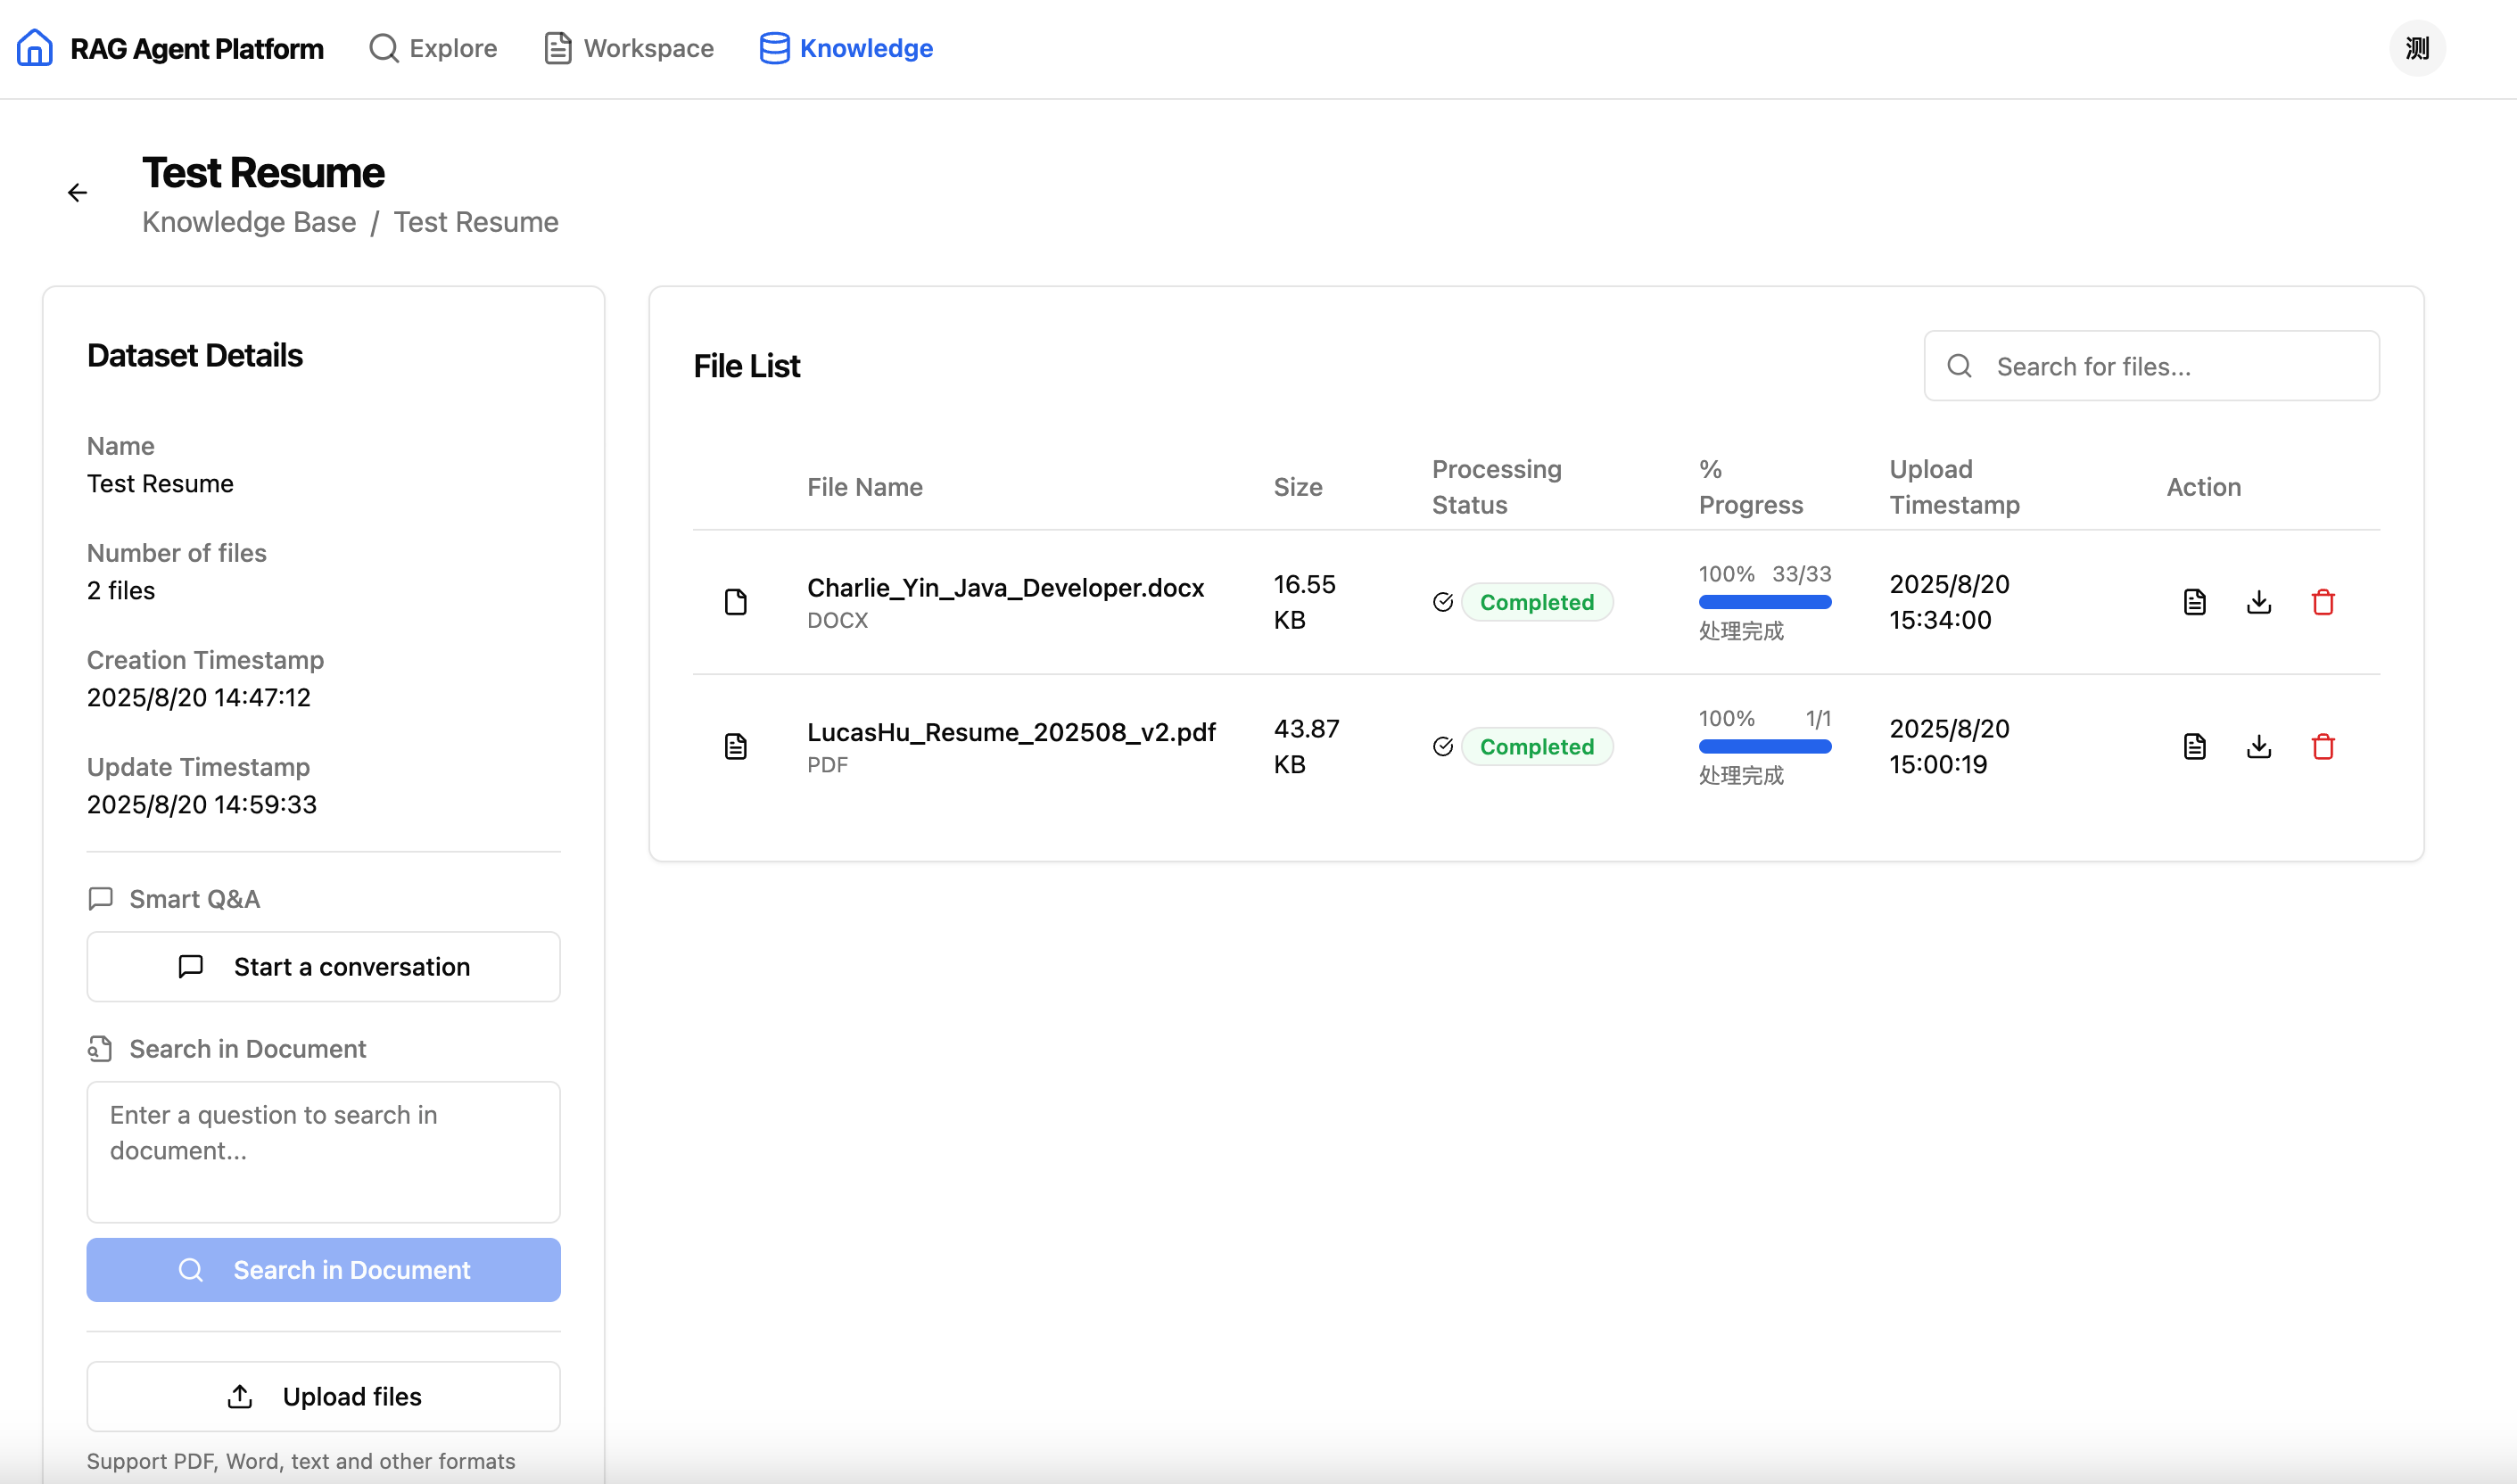 RAG Agent Platform Explore Workspace Knowledge 测
Test Resume
Knowledge Base / Test Resume
Dataset Details
Name
Test Resume
Number of files
2 files
Creation Timestamp
2025/8/20 14:47:12
Update Timestamp
2025/8/20 14:59:33
Smart Q&A
Start a conversation
Search in Document
Enter a question to search in
document...
Search in Document
Upload files
Support PDF, Word, text and other formats
File List
Search for files...
File Name
Size
Processing
Status
%
Progress
Upload
Timestamp
Action
Charlie_Yin_Java_Developer.docx
DOCX
16.55
KB
Completed
100% 33/33
处理完成
2025/8/20
15:34:00
LucasHu_Resume_202508_v2.pdf
PDF
43.87
KB
Completed
100% 1/1
处理完成
2025/8/20
15:00:19